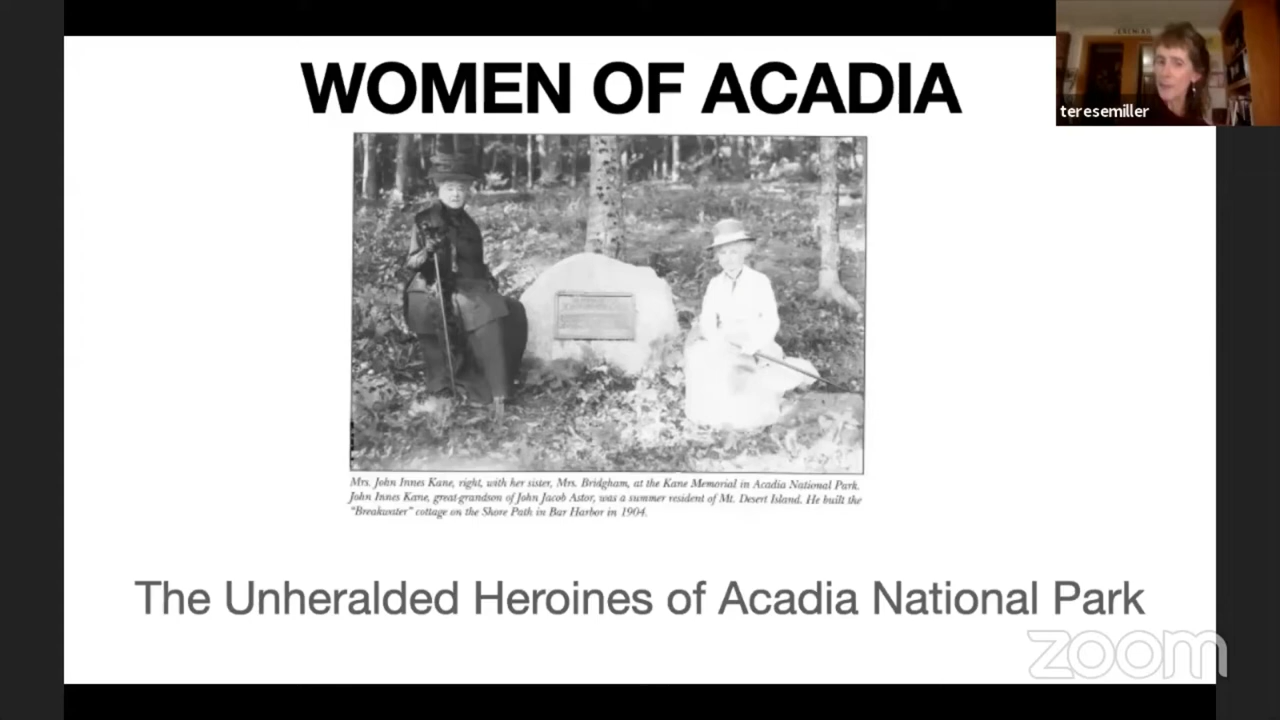 WOMEN OF ACADIA
JEREMIAH
teresemiller
Mrs. John Innes Kane, right, with her sister, Mrs. Bridgham, at the Kane Memorial in Acadia National Park.
John Innes Kane, great-grandson of John Jacob Astor, was a summer resident of Mt. Desert Island. He built the
"Breakwater" cottage on the Shore Path in Bar Harbor in 1904.
The Unheralded Heroines of Acadia National Park
zoom